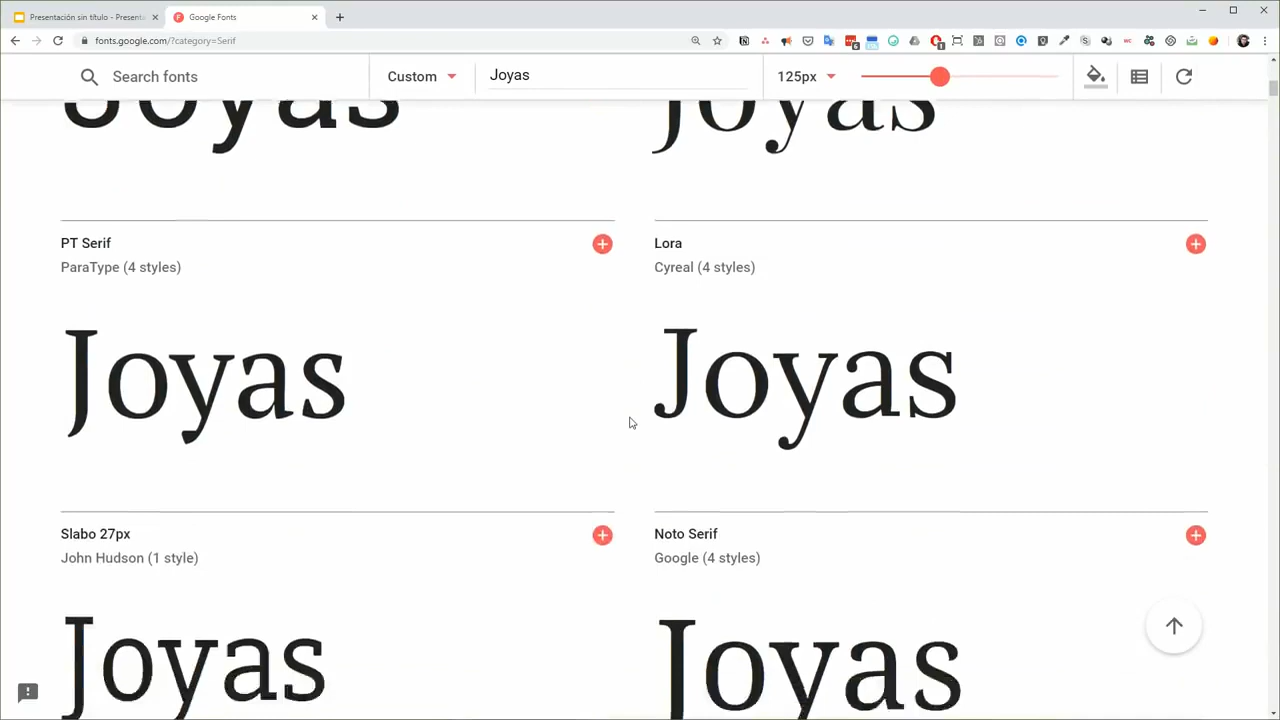 Presentación sin título - Presenta
Google Fonts
fonts.google.com/?category=Serif
Search fonts
Custom
Joyas
125px
Joyas
Joyas
PT Serif
ParaType (4 styles)
Lora
Cyreal (4 styles)
Joyas
Joyas
Slabo 27px
John Hudson (1 style)
Noto Serif
Google (4 styles)
Joyas
Joyas